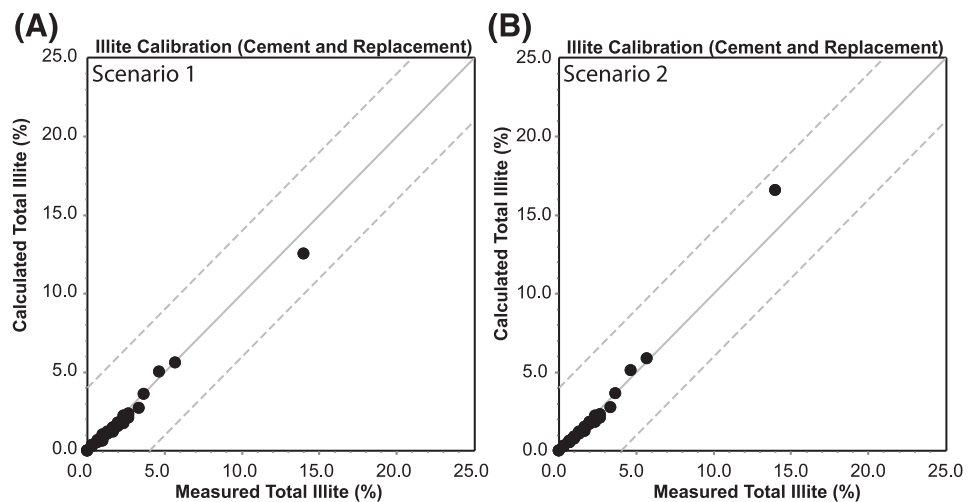 (A)
Illite Calibration (Cement and Replacement)
Scenario 1
25.0
20.0
15.0
10.0
5.0
0.0
Calculated Total Illite (%)
0.0 5.0 10.0 15.0 20.0 25.0
Measured Total Illite (%)
(B)
Illite Calibration (Cement and Replacement)
Scenario 2
25.0
20.0
15.0
10.0
5.0
0.0
Calculated Total Illite (%)
0.0 5.0 10.0 15.0 20.0 25.0
Measured Total Illite (%)